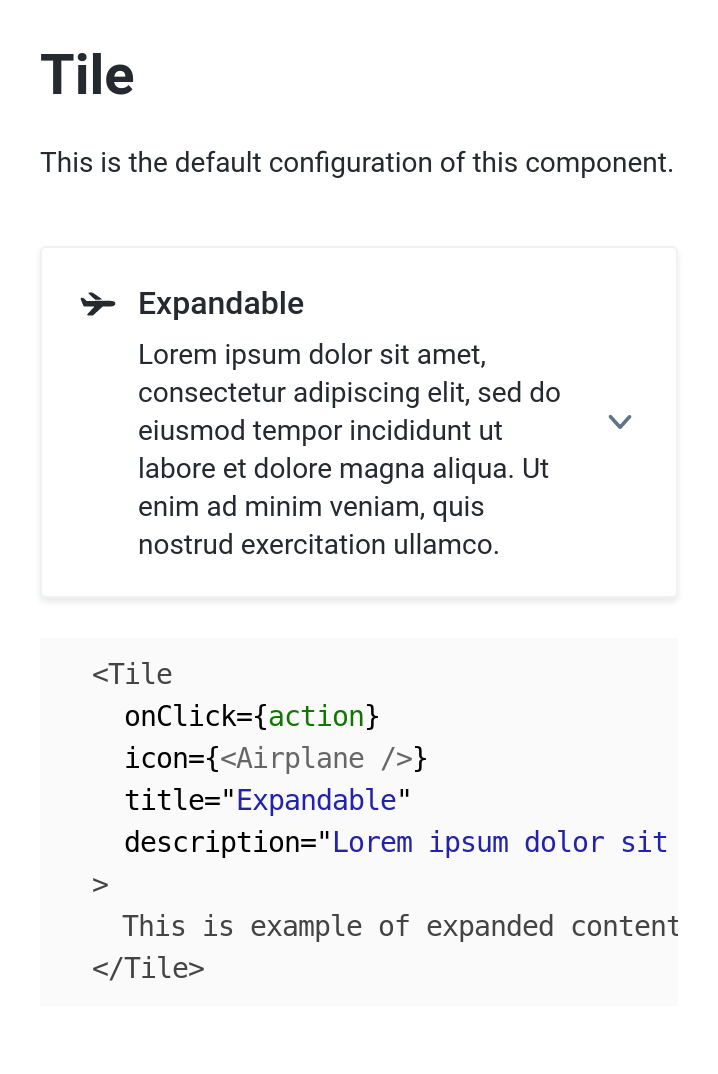 Tile
This is the default configuration of this component.
Expandable
Lorem ipsum dolor sit amet,
consectetur adipiscing elit, sed do
eiusmod tempor incididunt ut
labore et dolore magna aliqua. Ut
enim ad minim veniam, quis
nostrud exercitation ullamco.
<Tile
onClick={action}
icon={<Airplane />}
title="Expandable"
description="Lorem ipsum dolor sit
>
This is example of expanded content
</Tile>